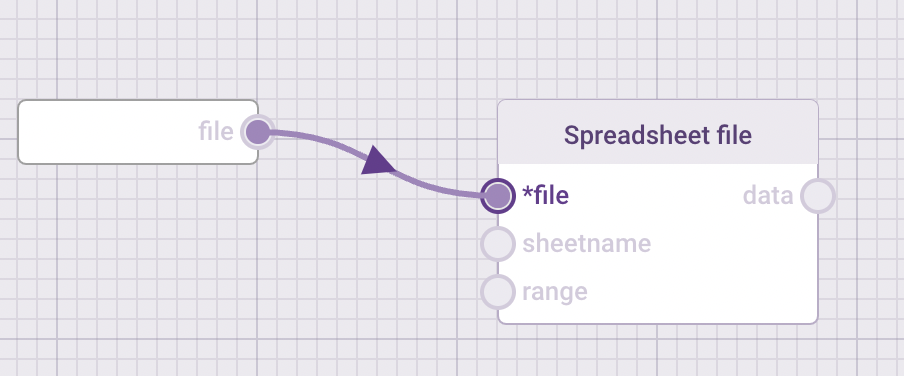 file
Spreadsheet file
*file
data
sheetname
range